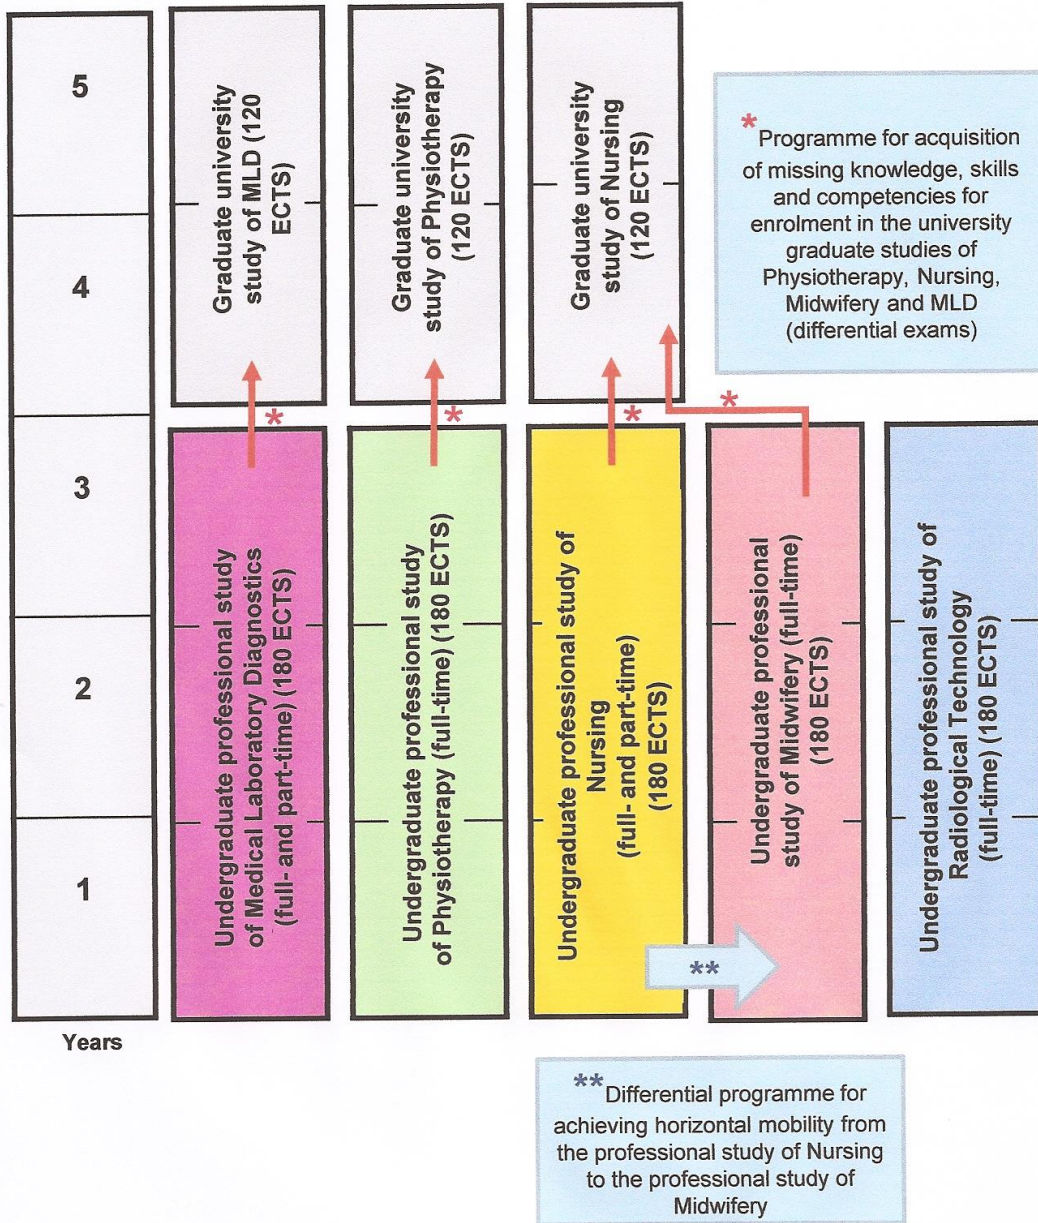 5
4
3
2
1
Years
Graduate university
study of MLD (120
ECTS)
Graduate university
study of Physiotherapy
(120 ECTS)
Graduate university
study of Nursing
(120 ECTS)
*Programme for acquisition
of missing knowledge, skills
and competencies for
enrolment in the university
graduate studies of
Physiotherapy, Nursing,
Midwifery and MLD
(differential exams)
*
*
*
*
Undergraduate professional study
of Medical Laboratory Diagnostics
(full- and part-time) (180 ECTS)
Undergraduate professional study
of Physiotherapy (full-time) (180 ECTS)
Undergraduate professional study of
Nursing
(full- and part-time)
(180 ECTS)
Undergraduate professional
study of Midwifery (full-time)
(180 ECTS)
Undergraduate professional study of
Radiological Technology
(full-time) (180 ECTS)
**
**Differential programme for
achieving horizontal mobility from
the professional study of Nursing
to the professional study of
Midwifery